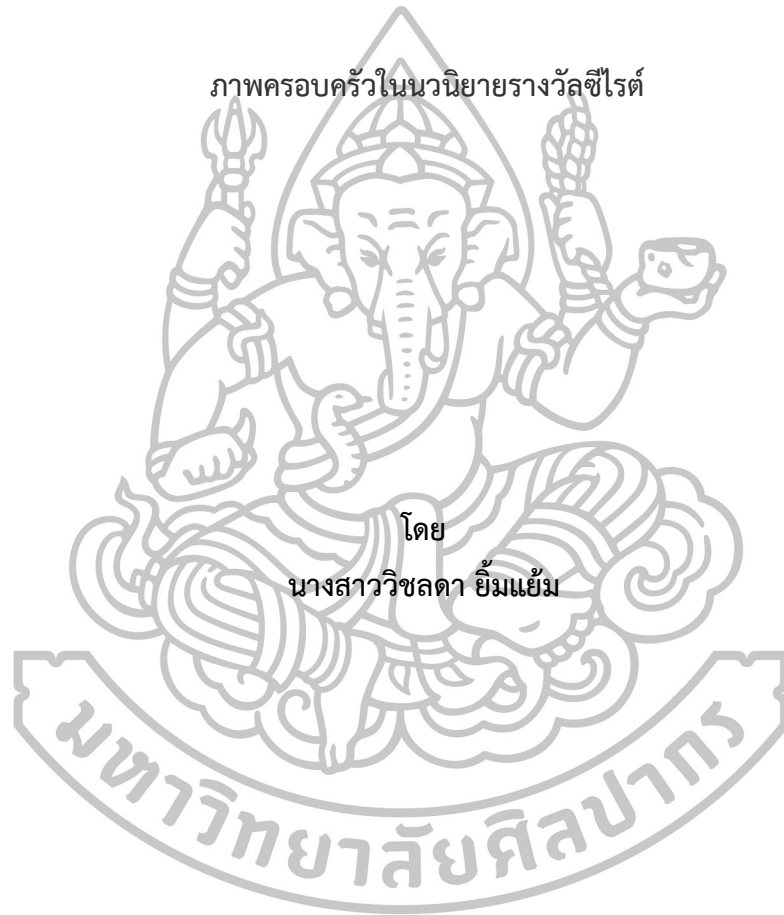 ภาพครอบครัวในนวนิยายรางวัลซีไรต์
โดย
นางสาววิชลดา ยิ้มแย้ม
มหาวิทยาลัยศิลปากร